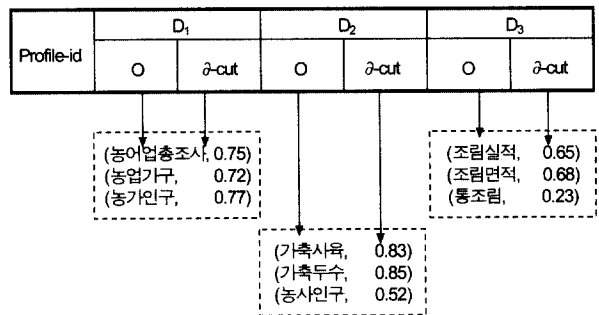 Profile-id D₁ D₂ D₃
O ∂-cut O ∂-cut O ∂-cut
(농어업총조사, 0.75)
(농업가구, 0.72)
(농가인구, 0.77)
(조림실적, 0.65)
(조림면적, 0.68)
(통조림, 0.23)
(가축사육, 0.83)
(가축두수, 0.85)
(농사인구, 0.52)